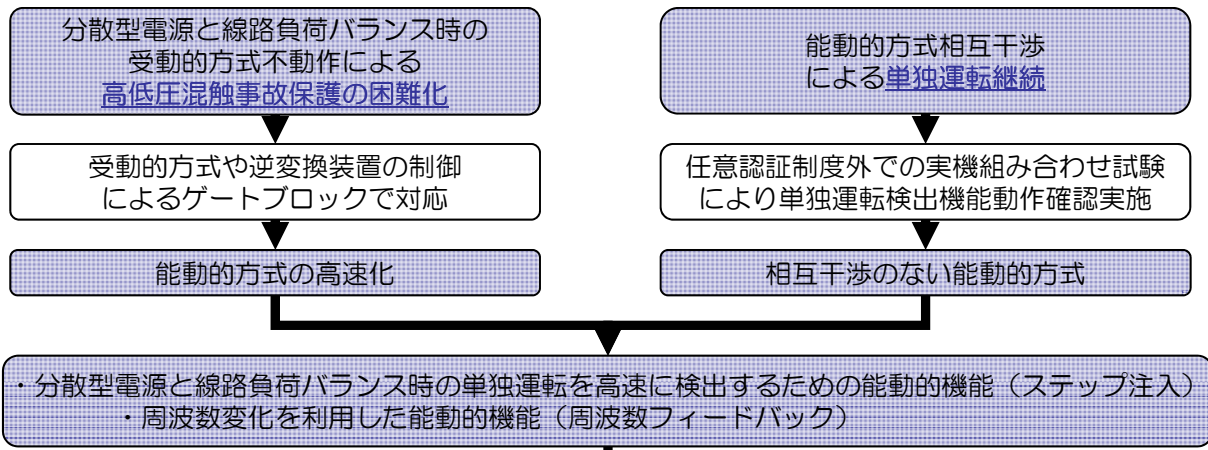 分散型電源と線路負荷バランス時の
受動的方式不動作による
高低圧混触事故保護の困難化
能動的方式相互干渉
による単独運転継続
受動的方式や逆変換装置の制御
によるゲートブロックで対応
任意認証制度外での実機組み合わせ試験
により単独運転検出機能動作確認実施
能動的方式の高速化
相互干渉のない能動的方式
・分散型電源と線路負荷バランス時の単独運転を高速に検出するための能動的機能（ステップ注入）
・周波数変化を利用した能動的機能（周波数フィードバック）